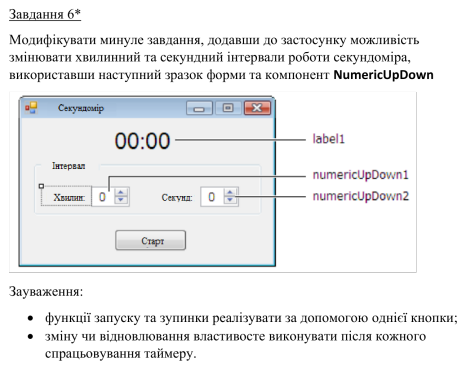 Завдання 6*
Модифікувати минуле завдання, додавши до застосунку можливість
змінювати хвилинний та секундний інтервали роботи секундоміра,
використавши наступний зразок форми та компонент NumericUpDown
Секундомір
00:00
label1
Інтервал
numericUpDown1
Хвилин: 0
Секунд: 0
numericUpDown2
Старт
Зауваження:
• функції запуску та зупинки реалізувати за допомогою однієї кнопки;
• зміну чи відновлювання властивосте виконувати після кожного
спрацьовування таймеру.